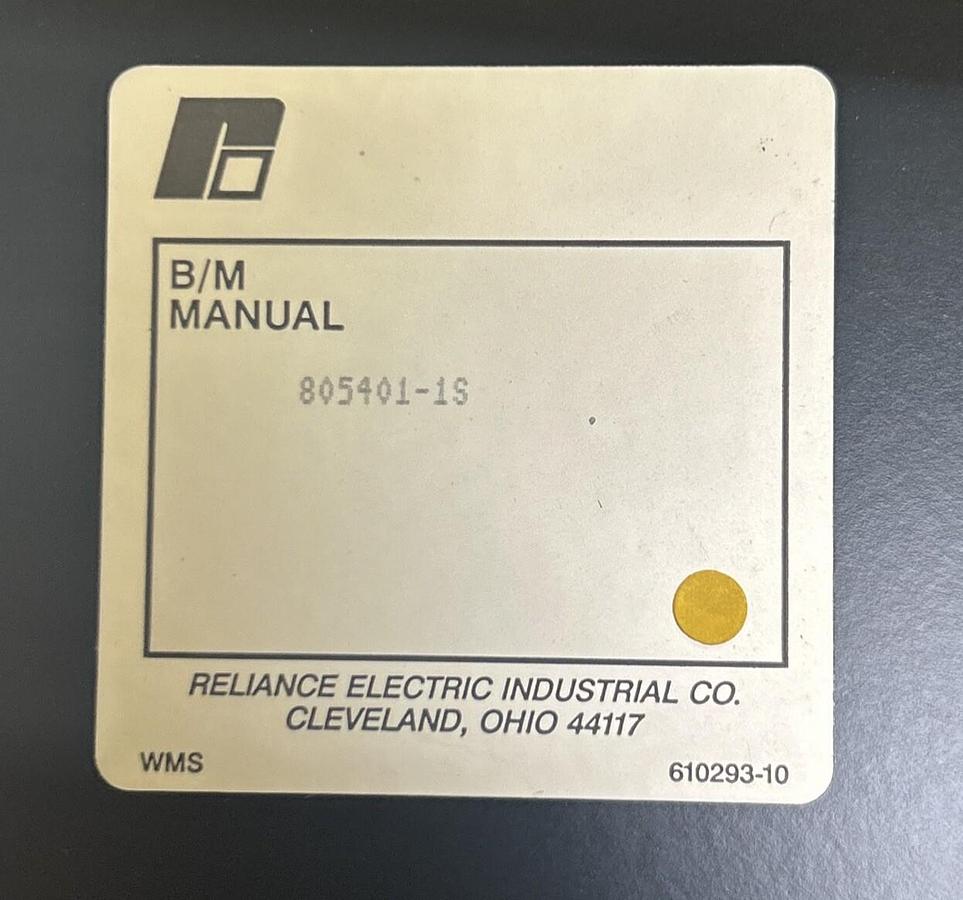 B/M
MANUAL
805401-1S
RELIANCE ELECTRIC INDUSTRIAL CO.
CLEVELAND, OHIO 44117
WMS
610293-10